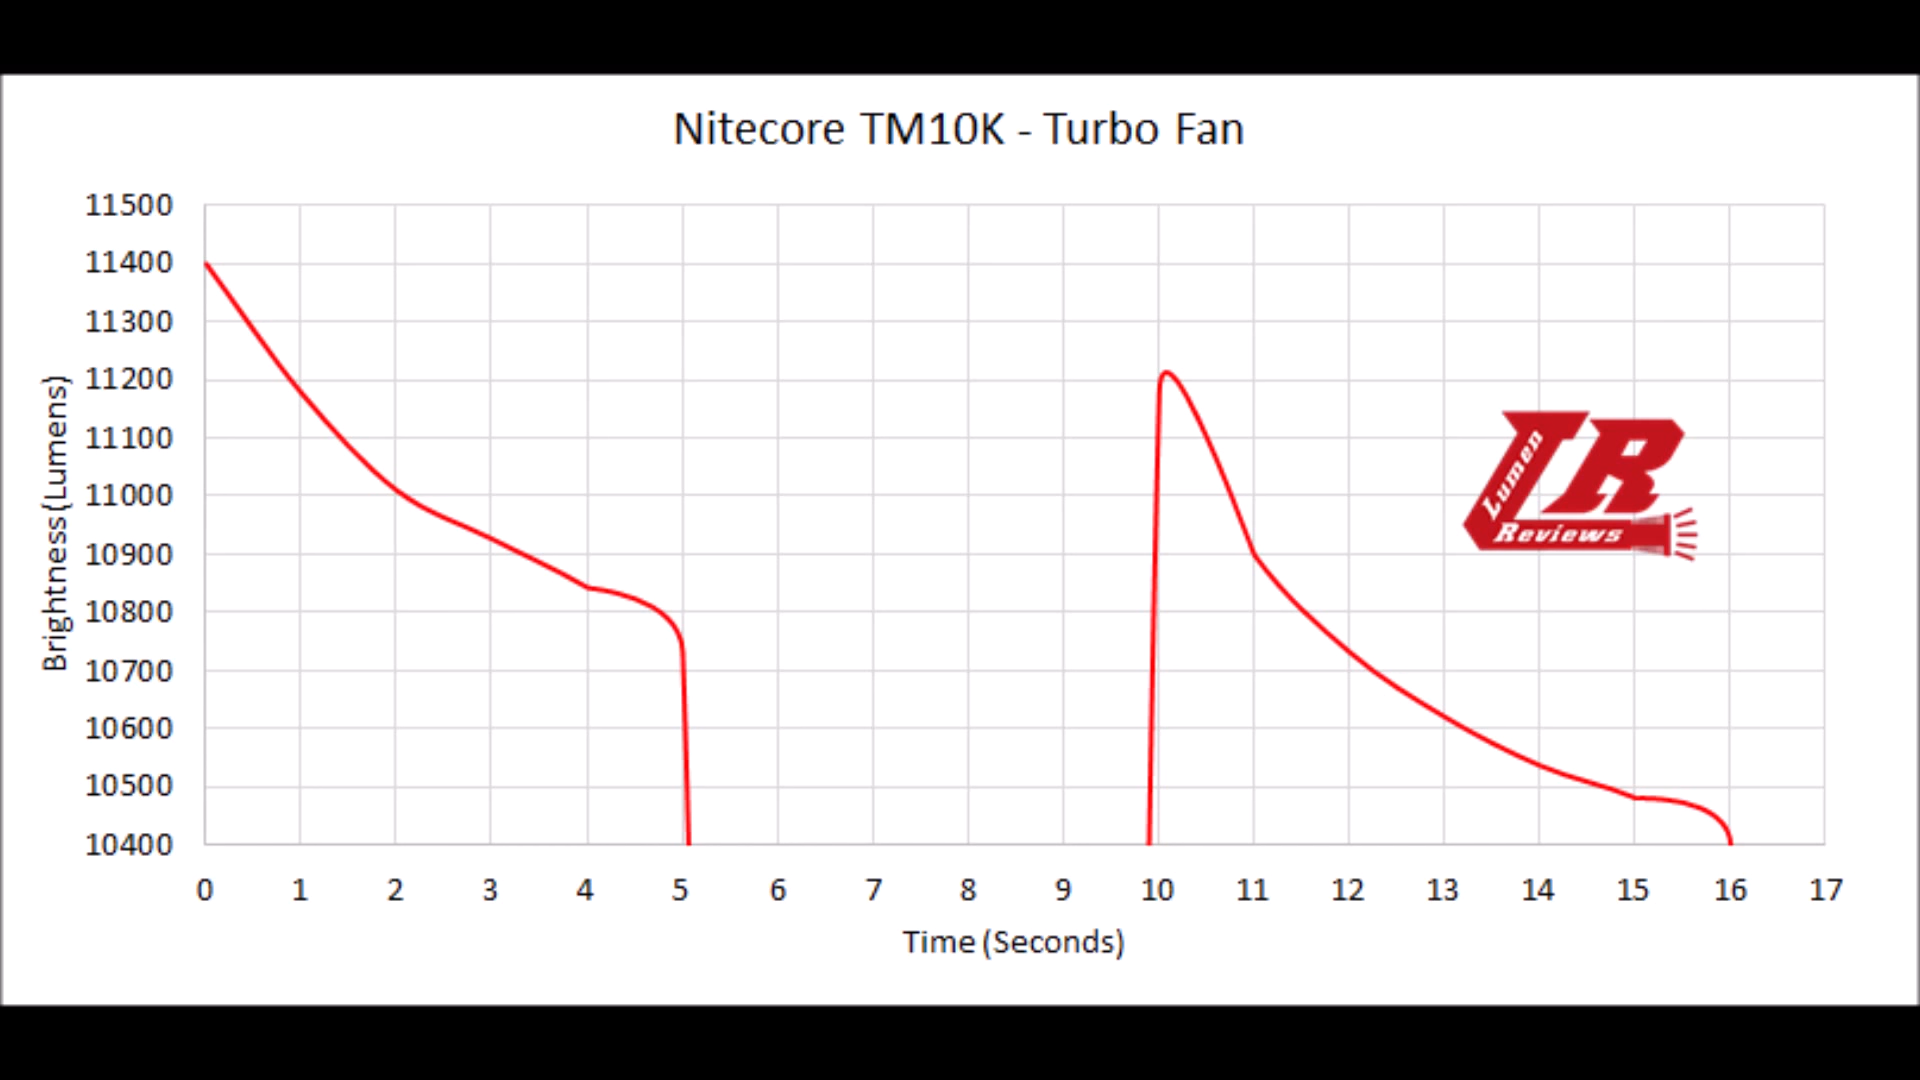 Nitecore TM10K - Turbo Fan
11500
11400
11300
11200
11100
11000
10900
10800
10700
10600
10500
10400
Brightness (Lumens)
0 1 2 3 4 5 6 7 8 9 10 11 12 13 14 15 16 17
Time (Seconds)
LR
Lumen
Reviews